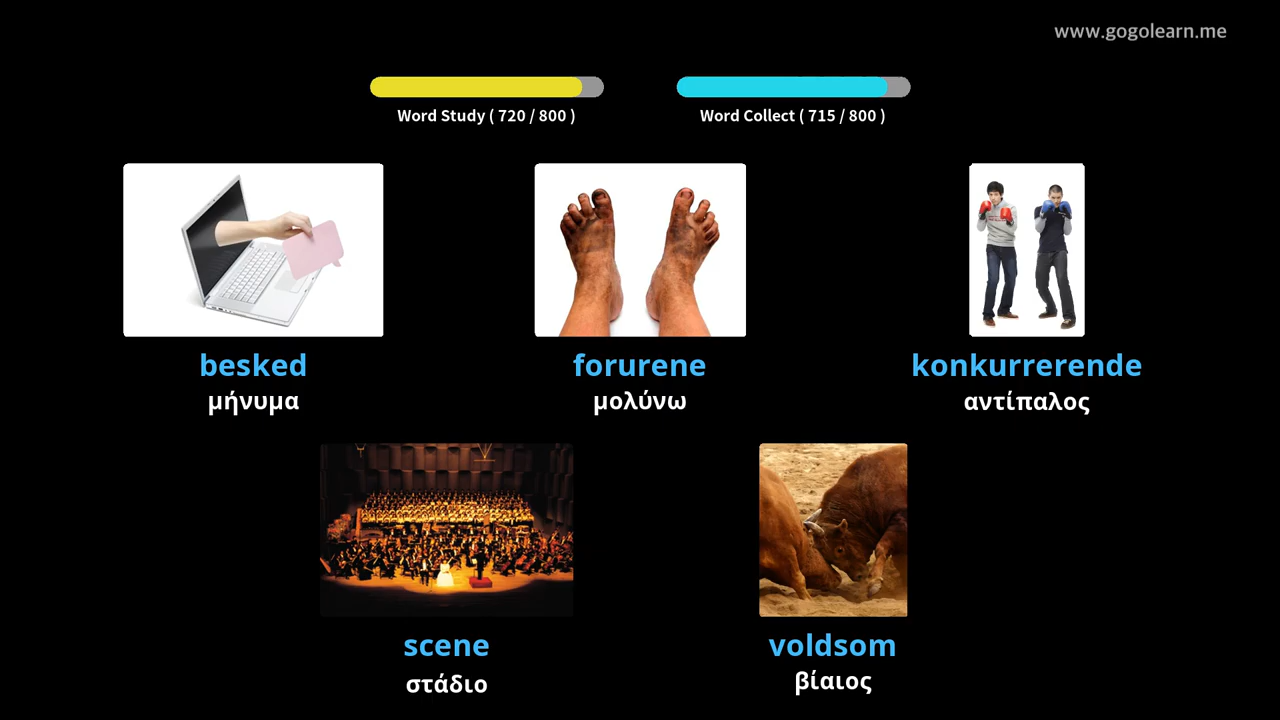 www.gogolearn.me
Word Study ( 720 / 800 )
Word Collect ( 715 / 800 )
besked
μήνυμα
forurene
μολύνω
konkurrerende
αντίπαλος
scene
στάδιο
voldsom
βίαιος